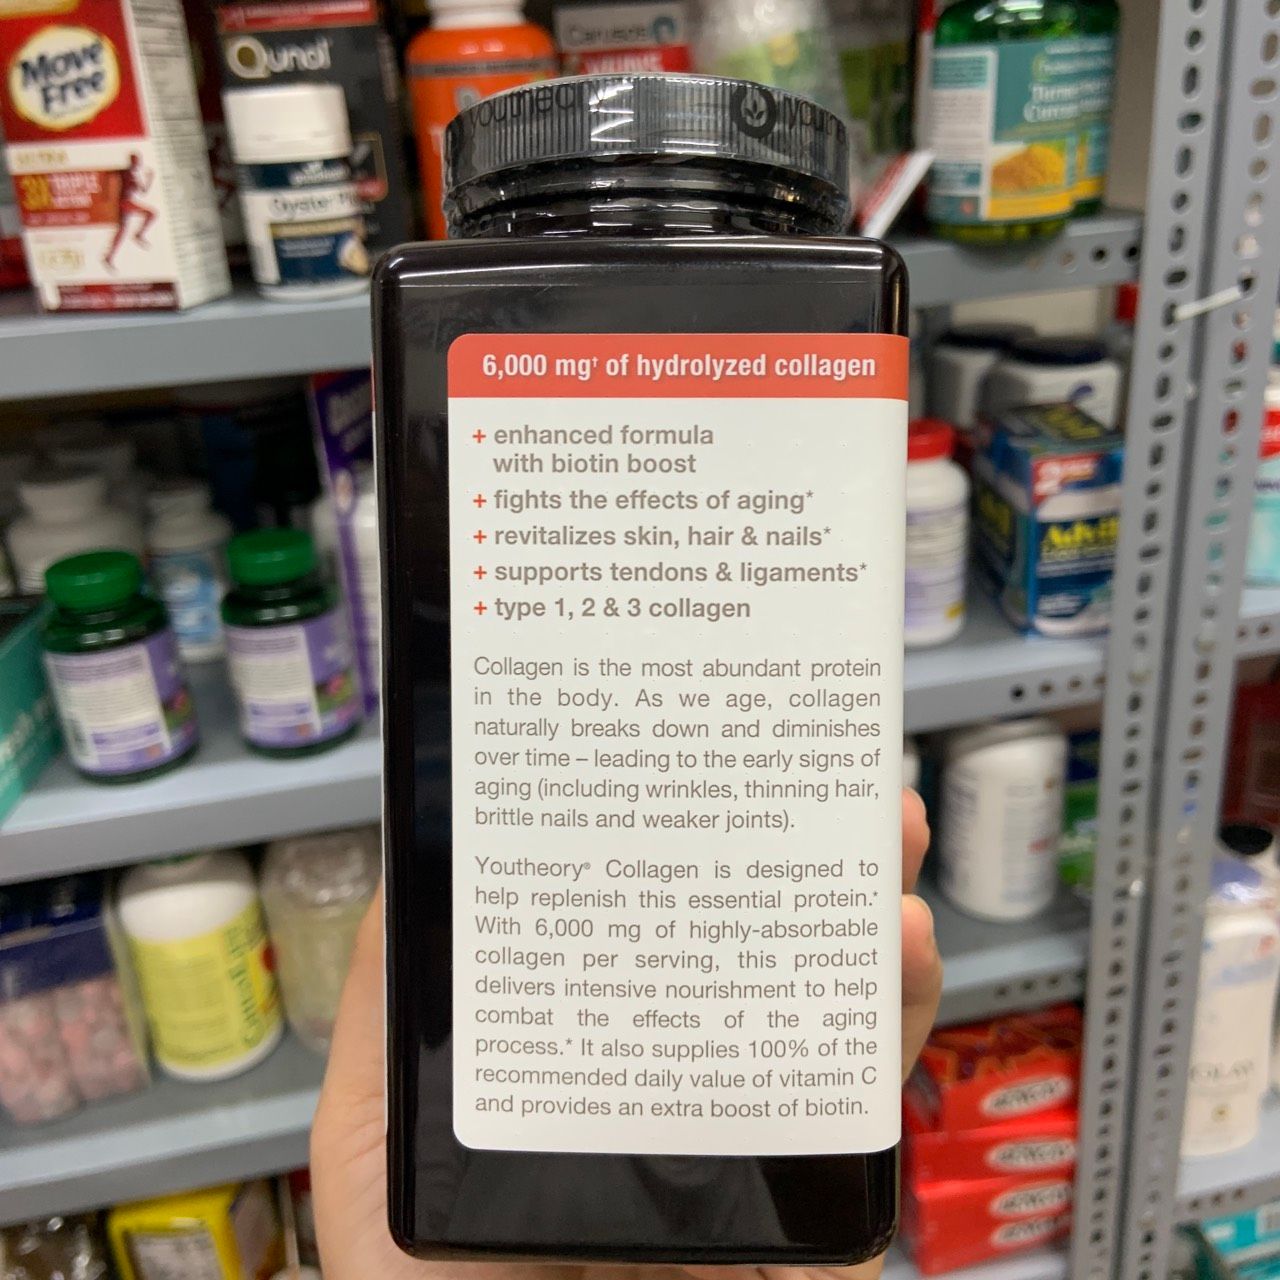 Move
Free
ULTRA
Qunol
youtheory
Oyster
6,000 mg† of hydrolyzed collagen
+ enhanced formula
with biotin boost
+ fights the effects of aging*
+ revitalizes skin, hair & nails*
+ supports tendons & ligaments*
+ type 1, 2 & 3 collagen
Collagen is the most abundant protein
in the body. As we age, collagen
naturally breaks down and diminishes
over time – leading to the early signs of
aging (including wrinkles, thinning hair,
brittle nails and weaker joints).
Youtheory® Collagen is designed to
help replenish this essential protein.*
With 6,000 mg of highly-absorbable
collagen per serving, this product
delivers intensive nourishment to help
combat the effects of the aging
process.* It also supplies 100% of the
recommended daily value of vitamin C
and provides an extra boost of biotin.
Advil
OLAY